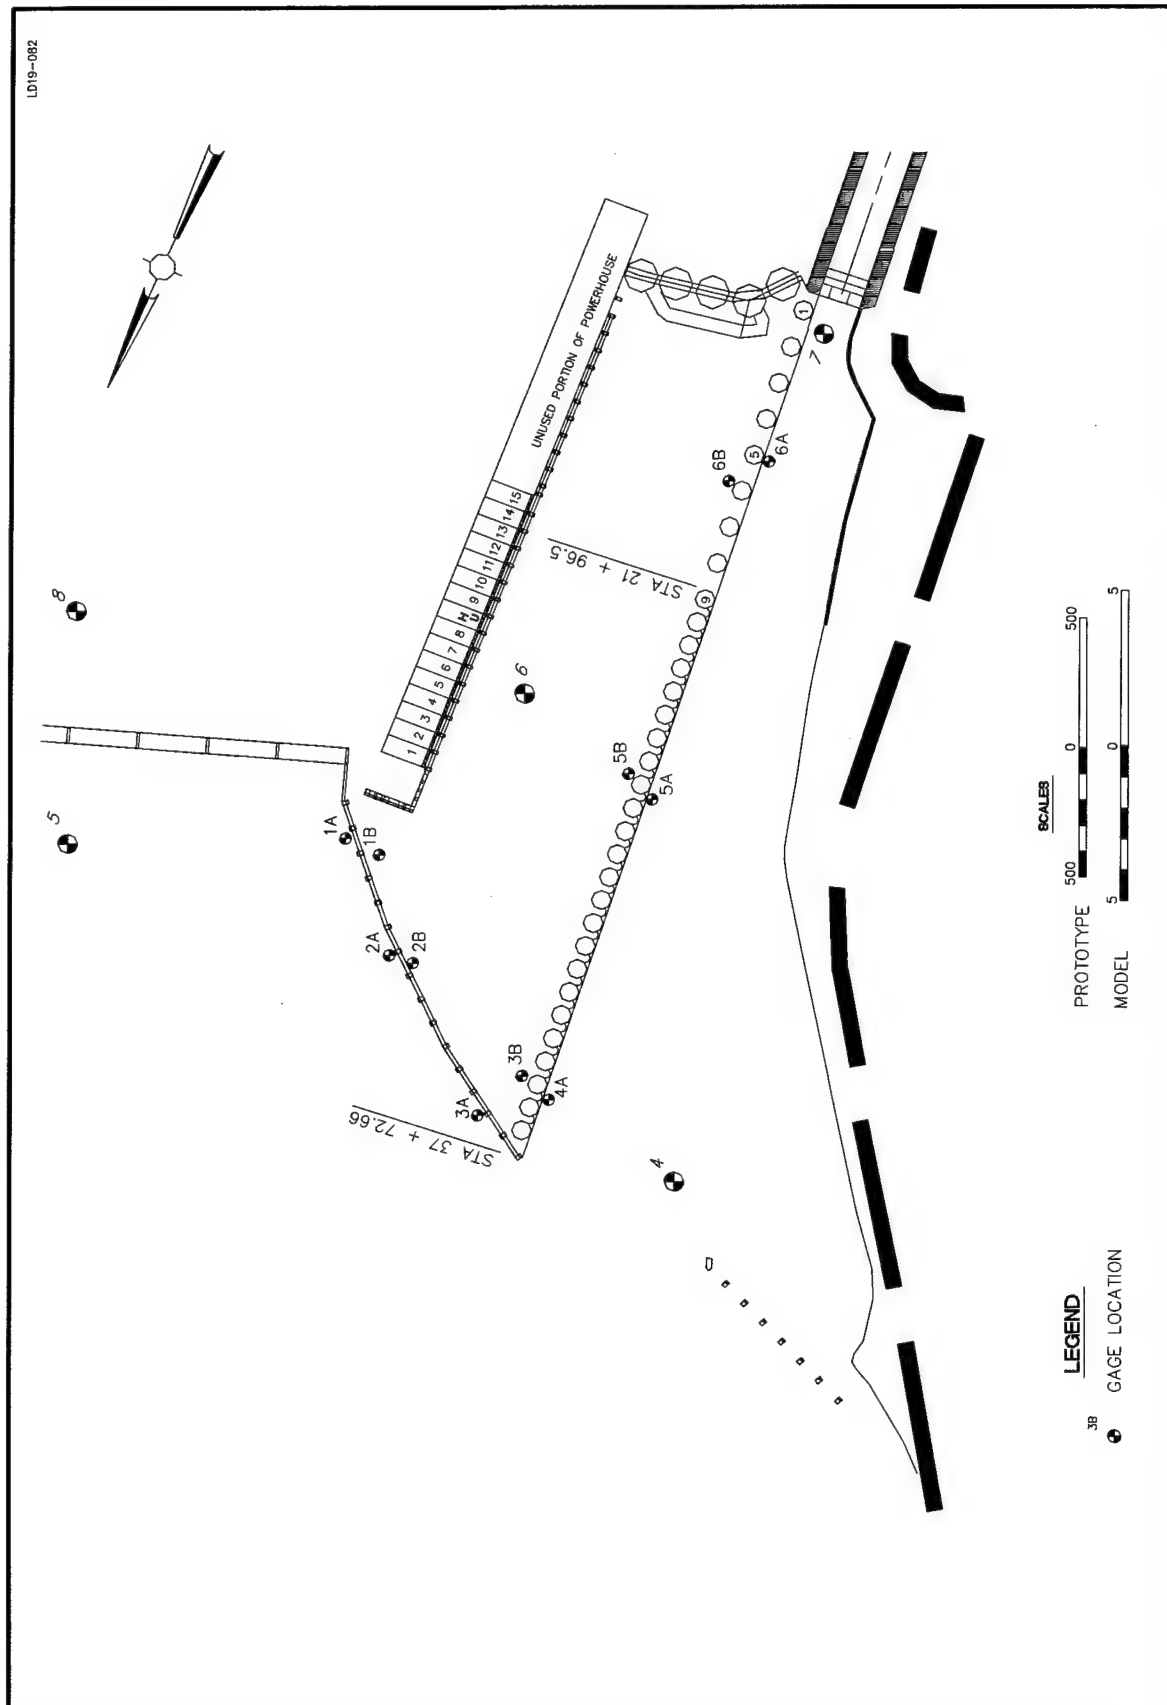 LD19-082
8
5
UNUSED PORTION OF POWERHOUSE
1 2 3 4 5 6 7 8 H U 9 10 11 12 13 14 15
1
7
5
6A
6B
STA 21 + 96.5
9
6
5B
5A
1A
1B
2A
2B
3B
3A
4A
STA 37 + 72.66
4
SCALES
PROTOTYPE 500 0 500
MODEL 5 0 5
LEGEND
3B GAGE LOCATION